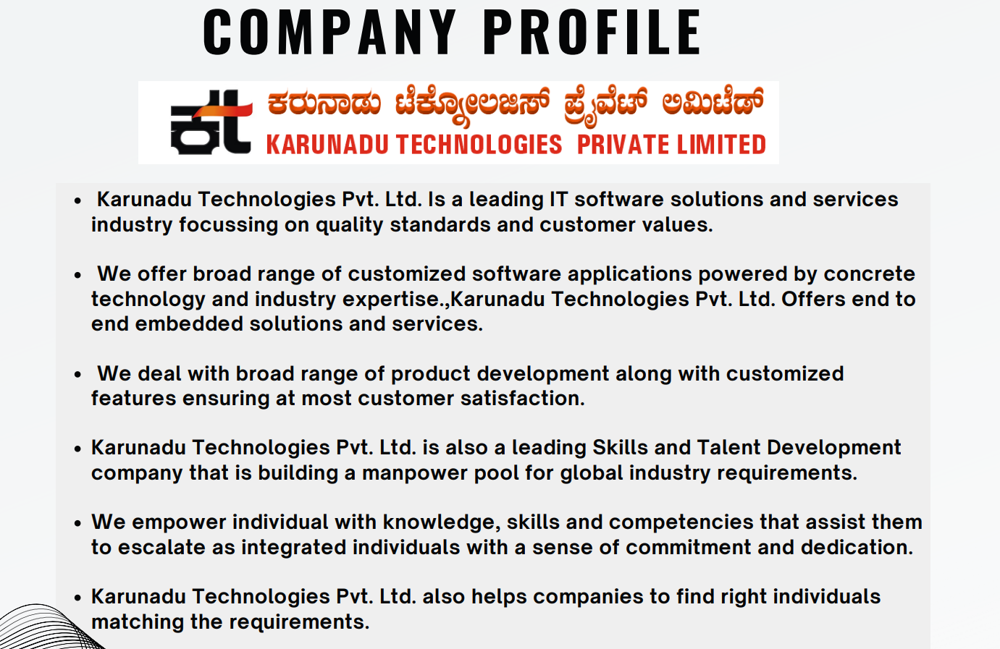 COMPANY PROFILE
ಕರುನಾಡು ಟೆಕ್ನೋಲಜಿಸ್ ಪ್ರೈವೆಟ್ ಲಿಮಿಟೆಡ್
KARUNADU TECHNOLOGIES PRIVATE LIMITED
• Karunadu Technologies Pvt. Ltd. Is a leading IT software solutions and services
industry focussing on quality standards and customer values.
• We offer broad range of customized software applications powered by concrete
technology and industry expertise.,Karunadu Technologies Pvt. Ltd. Offers end to
end embedded solutions and services.
• We deal with broad range of product development along with customized
features ensuring at most customer satisfaction.
• Karunadu Technologies Pvt. Ltd. is also a leading Skills and Talent Development
company that is building a manpower pool for global industry requirements.
• We empower individual with knowledge, skills and competencies that assist them
to escalate as integrated individuals with a sense of commitment and dedication.
• Karunadu Technologies Pvt. Ltd. also helps companies to find right individuals
matching the requirements.